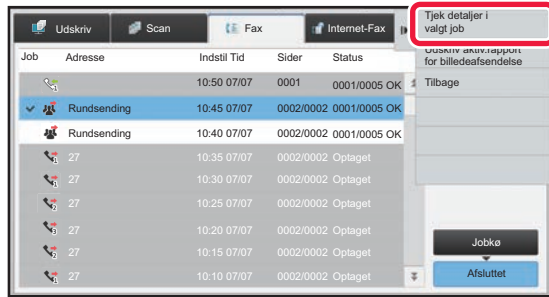 Udskriv Scan Fax Internet-Fax
Tjek detaljer i
valgt job
Udskriv aktiv.rapport
for billedeafsendelse
Tilbage
Job Adresse Indstil Tid Sider Status
10:50 07/07 0001 0001/0005 OK
Rundsending 10:45 07/07 0002/0002 0001/0005 OK
Rundsending 10:40 07/07 0002/0002 0001/0005 OK
27 10:35 07/07 0002/0002 Optaget
27 10:30 07/07 0002/0002 Optaget
27 10:25 07/07 0002/0002 Optaget
27 10:20 07/07 0002/0002 Optaget
27 10:15 07/07 0002/0002 Optaget
27 10:10 07/07 0002/0002 Optaget
Jobkø
Afsluttet